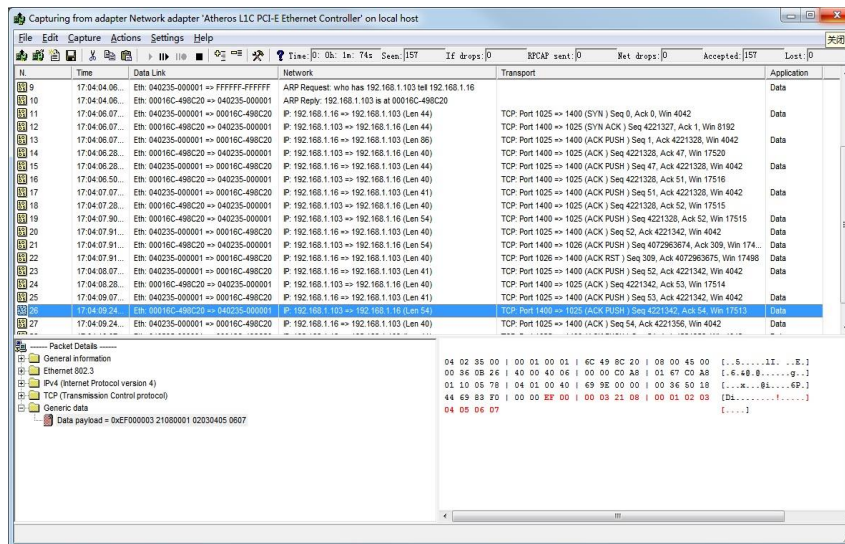 Capturing from adapter Network adapter 'Atheros L1C PCI-E Ethernet Controller' on local host
File Edit Capture Actions Settings Help
关闭
Time: 0: 0h: 1m: 74s Seen: 157 If drops: 0 RPCAP sent: 0 Net drops: 0 Accepted: 157 Lost: 0
N. Time Data Link Network Transport Application
9 17:04:04.06... Eth: 040235-000001 => FFFFFF-FFFFFF ARP Request: who has 192.168.1.103 tell 192.168.1.16 Data
10 17:04:04.06... Eth: 00016C-498C20 => 040235-000001 ARP Reply: 192.168.1.103 is at 00016C-498C20
11 17:04:06.07... Eth: 040235-000001 => 00016C-498C20 IP: 192.168.1.16 => 192.168.1.103 (Len 44) TCP: Port 1025 => 1400 (SYN ) Seq 0, Ack 0, Win 4042 Data
12 17:04:06.07... Eth: 00016C-498C20 => 040235-000001 IP: 192.168.1.103 => 192.168.1.16 (Len 44) TCP: Port 1400 => 1025 (SYN ACK ) Seq 4221327, Ack 1, Win 8192
13 17:04:06.07... Eth: 040235-000001 => 00016C-498C20 IP: 192.168.1.16 => 192.168.1.103 (Len 86) TCP: Port 1025 => 1400 (ACK PUSH ) Seq 1, Ack 4221328, Win 4042 Data
14 17:04:06.28... Eth: 00016C-498C20 => 040235-000001 IP: 192.168.1.103 => 192.168.1.16 (Len 40) TCP: Port 1400 => 1025 (ACK ) Seq 4221328, Ack 47, Win 17520
15 17:04:06.28... Eth: 040235-000001 => 00016C-498C20 IP: 192.168.1.16 => 192.168.1.103 (Len 44) TCP: Port 1025 => 1400 (ACK PUSH ) Seq 47, Ack 4221328, Win 4042 Data
16 17:04:06.50... Eth: 00016C-498C20 => 040235-000001 IP: 192.168.1.103 => 192.168.1.16 (Len 40) TCP: Port 1400 => 1025 (ACK ) Seq 4221328, Ack 51, Win 17516
17 17:04:07.07... Eth: 040235-000001 => 00016C-498C20 IP: 192.168.1.16 => 192.168.1.103 (Len 41) TCP: Port 1025 => 1400 (ACK PUSH ) Seq 51, Ack 4221328, Win 4042 Data
18 17:04:07.28... Eth: 00016C-498C20 => 040235-000001 IP: 192.168.1.103 => 192.168.1.16 (Len 40) TCP: Port 1400 => 1025 (ACK ) Seq 4221328, Ack 52, Win 17515
19 17:04:07.90... Eth: 00016C-498C20 => 040235-000001 IP: 192.168.1.103 => 192.168.1.16 (Len 54) TCP: Port 1400 => 1025 (ACK PUSH ) Seq 4221328, Ack 52, Win 17515 Data
20 17:04:07.91... Eth: 040235-000001 => 00016C-498C20 IP: 192.168.1.16 => 192.168.1.103 (Len 40) TCP: Port 1025 => 1400 (ACK ) Seq 52, Ack 4221342, Win 4042 Data
21 17:04:07.91... Eth: 00016C-498C20 => 040235-000001 IP: 192.168.1.103 => 192.168.1.16 (Len 54) TCP: Port 1400 => 1026 (ACK PUSH ) Seq 4072963674, Ack 309, Win 174... Data
22 17:04:07.91... Eth: 040235-000001 => 00016C-498C20 IP: 192.168.1.16 => 192.168.1.103 (Len 40) TCP: Port 1026 => 1400 (ACK RST ) Seq 309, Ack 4072963675, Win 17498 Data
23 17:04:08.07... Eth: 040235-000001 => 00016C-498C20 IP: 192.168.1.16 => 192.168.1.103 (Len 41) TCP: Port 1025 => 1400 (ACK PUSH ) Seq 52, Ack 4221342, Win 4042 Data
24 17:04:08.28... Eth: 00016C-498C20 => 040235-000001 IP: 192.168.1.103 => 192.168.1.16 (Len 40) TCP: Port 1400 => 1025 (ACK ) Seq 4221342, Ack 53, Win 17514
25 17:04:09.07... Eth: 040235-000001 => 00016C-498C20 IP: 192.168.1.16 => 192.168.1.103 (Len 41) TCP: Port 1025 => 1400 (ACK PUSH ) Seq 53, Ack 4221342, Win 4042 Data
26 17:04:09.24... Eth: 00016C-498C20 => 040235-000001 IP: 192.168.1.103 => 192.168.1.16 (Len 54) TCP: Port 1400 => 1025 (ACK PUSH ) Seq 4221342, Ack 54, Win 17513 Data
27 17:04:09.24... Eth: 040235-000001 => 00016C-498C20 IP: 192.168.1.16 => 192.168.1.103 (Len 40) TCP: Port 1025 => 1400 (ACK ) Seq 54, Ack 4221356, Win 4042 Data
------ Packet Details ------
General information
Ethernet 802.3
IPv4 (Internet Protocol version 4)
TCP (Transmission Control protocol)
Generic data
Data payload = 0xEF000003 21080001 02030405 0607
04 02 35 00 | 00 01 00 01 | 6C 49 8C 20 | 08 00 45 00 [..5.....lI. ..E.]
00 36 0B 26 | 40 00 40 06 | 00 00 C0 A8 | 01 67 C0 A8 [.6.&@.@......g..]
01 10 05 78 | 04 01 00 40 | 69 9E 00 00 | 00 36 50 18 [...x...@i....6P.]
44 69 83 F0 | 00 00 EF 00 | 00 03 21 08 | 00 01 02 03 [Di........!.....]
04 05 06 07 [....]